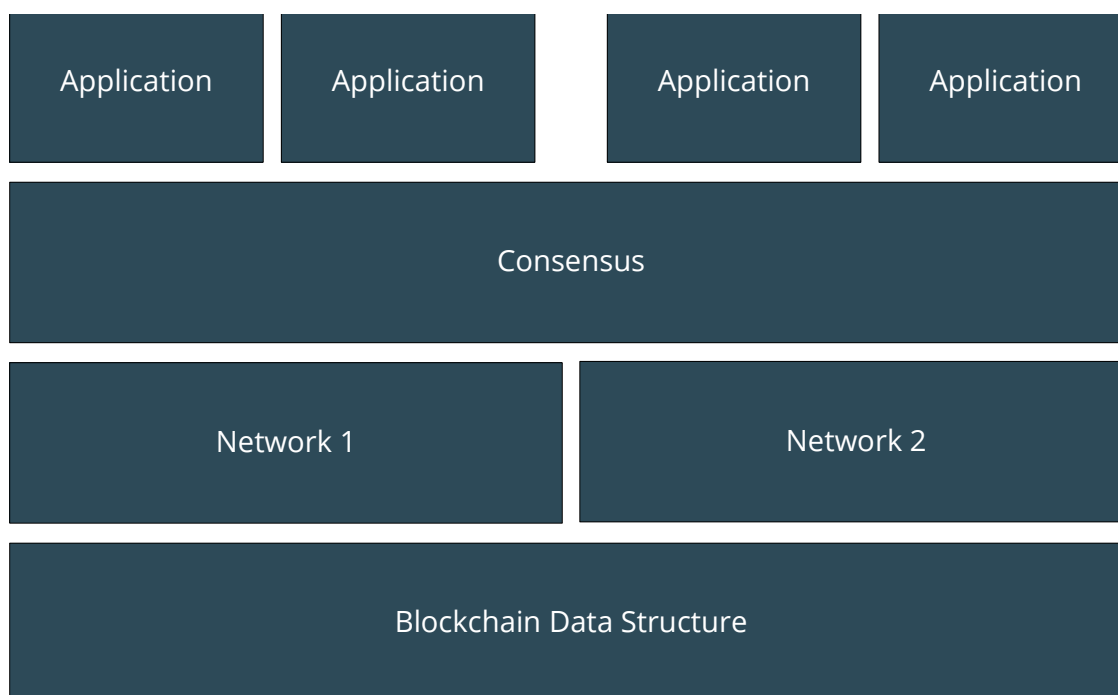 Application
Application
Application
Application
Consensus
Network 1
Network 2
Blockchain Data Structure